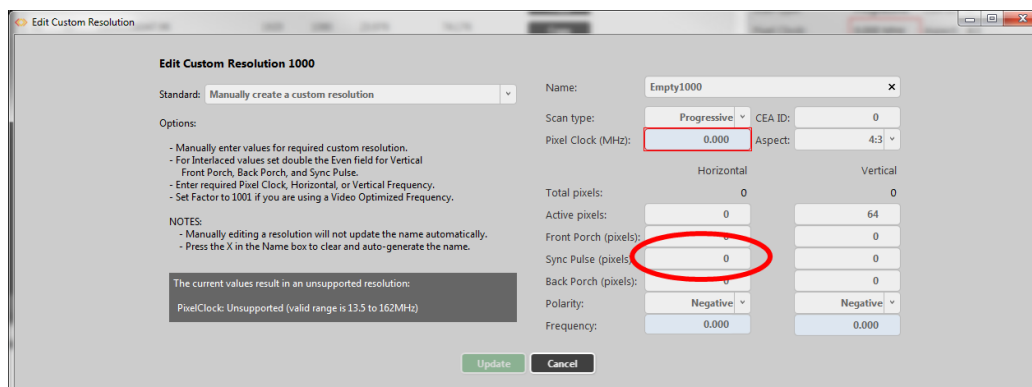 Edit Custom Resolution
Edit Custom Resolution 1000
Standard: Manually create a custom resolution
Options:
- Manually enter values for required custom resolution.
- For Interlaced values set double the Even field for Vertical
Front Porch, Back Porch, and Sync Pulse.
- Enter required Pixel Clock, Horizontal, or Vertical Frequency.
- Set Factor to 1001 if you are using a Video Optimized Frequency.
NOTES:
- Manually editing a resolution will not update the name automatically.
- Press the X in the Name box to clear and auto-generate the name.
The current values result in an unsupported resolution:
PixelClock: Unsupported (valid range is 13.5 to 162MHz)
Name: Empty1000
Scan type: Progressive CEA ID: 0
Pixel Clock (MHz): 0.000 Aspect: 4:3
Horizontal Vertical
Total pixels: 0 0
Active pixels: 0 64
Front Porch (pixels): 0 0
Sync Pulse (pixels) 0 0
Back Porch (pixels): 0 0
Polarity: Negative Negative
Frequency: 0.000 0.000
Update Cancel